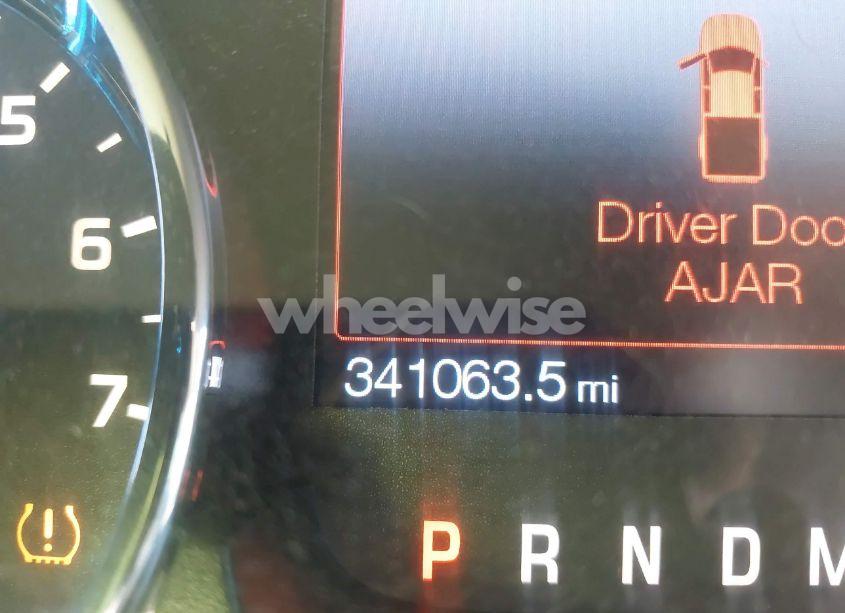 5
6
7
Driver Doo
AJAR
wheelwise
341063.5 mi
P R N D M